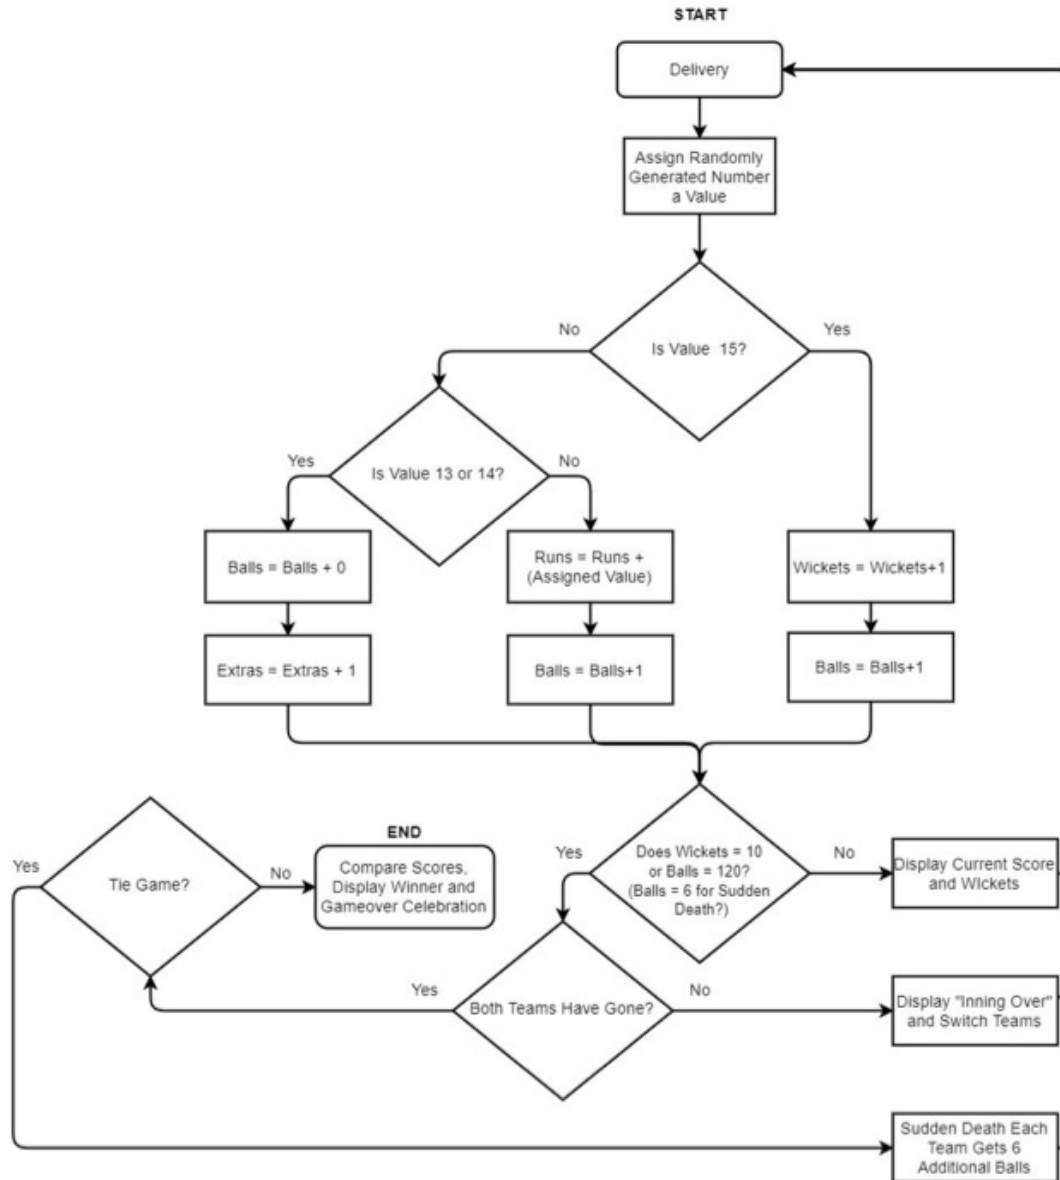 START
Delivery
Assign Randomly
Generated Number
a Value
Is Value  15?
No
Yes
Is Value 13 or 14?
Yes
No
Balls = Balls + 0
Runs = Runs +
(Assigned Value)
Wickets = Wickets+1
Extras = Extras + 1
Balls = Balls+1
Balls = Balls+1
Does Wickets = 10
or Balls = 120?
(Balls = 6 for Sudden
Death?)
Yes
No
Display Current Score
and WIckets
Both Teams Have Gone?
Yes
No
Display "Inning Over"
and Switch Teams
Tie Game?
Yes
No
END
Compare Scores,
Display Winner and
Gameover Celebration
Sudden Death Each
Team Gets 6
Additional Balls